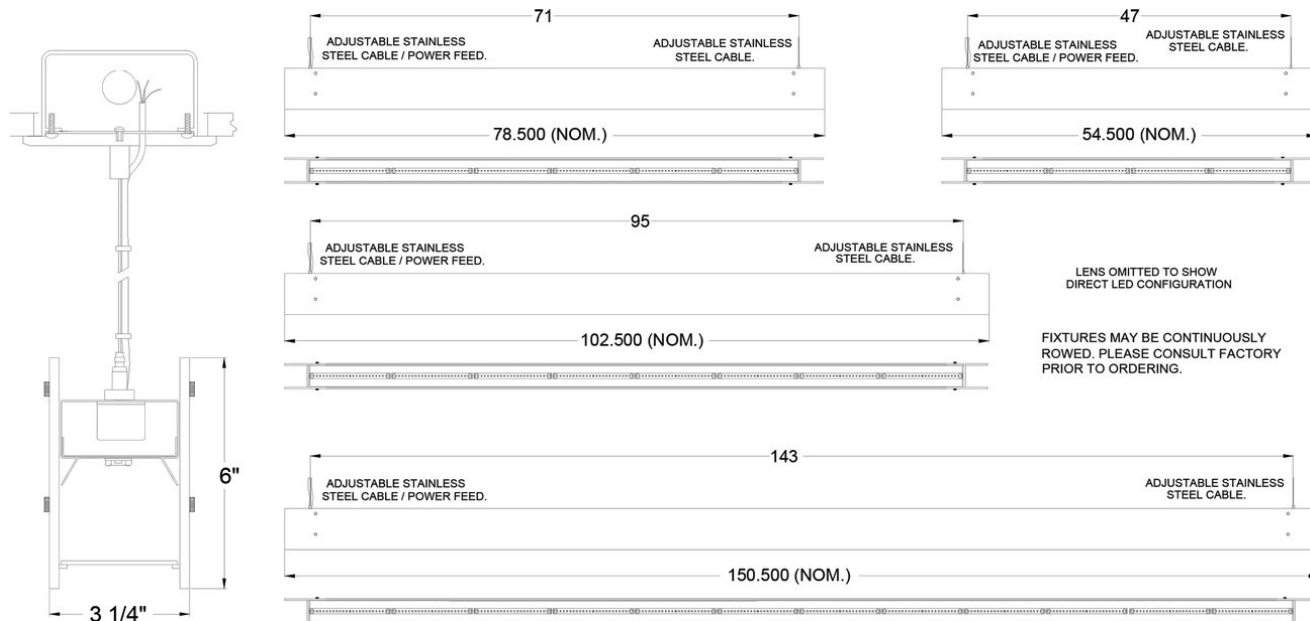 71
ADJUSTABLE STAINLESS
STEEL CABLE / POWER FEED.
ADJUSTABLE STAINLESS
STEEL CABLE.
78.500 (NOM.)
47
ADJUSTABLE STAINLESS
STEEL CABLE / POWER FEED.
ADJUSTABLE STAINLESS
STEEL CABLE.
54.500 (NOM.)
95
ADJUSTABLE STAINLESS
STEEL CABLE / POWER FEED.
ADJUSTABLE STAINLESS
STEEL CABLE.
102.500 (NOM.)
LENS OMITTED TO SHOW
DIRECT LED CONFIGURATION
FIXTURES MAY BE CONTINUOUSLY
ROWED. PLEASE CONSULT FACTORY
PRIOR TO ORDERING.
6"
3 1/4"
143
ADJUSTABLE STAINLESS
STEEL CABLE / POWER FEED.
ADJUSTABLE STAINLESS
STEEL CABLE.
150.500 (NOM.)